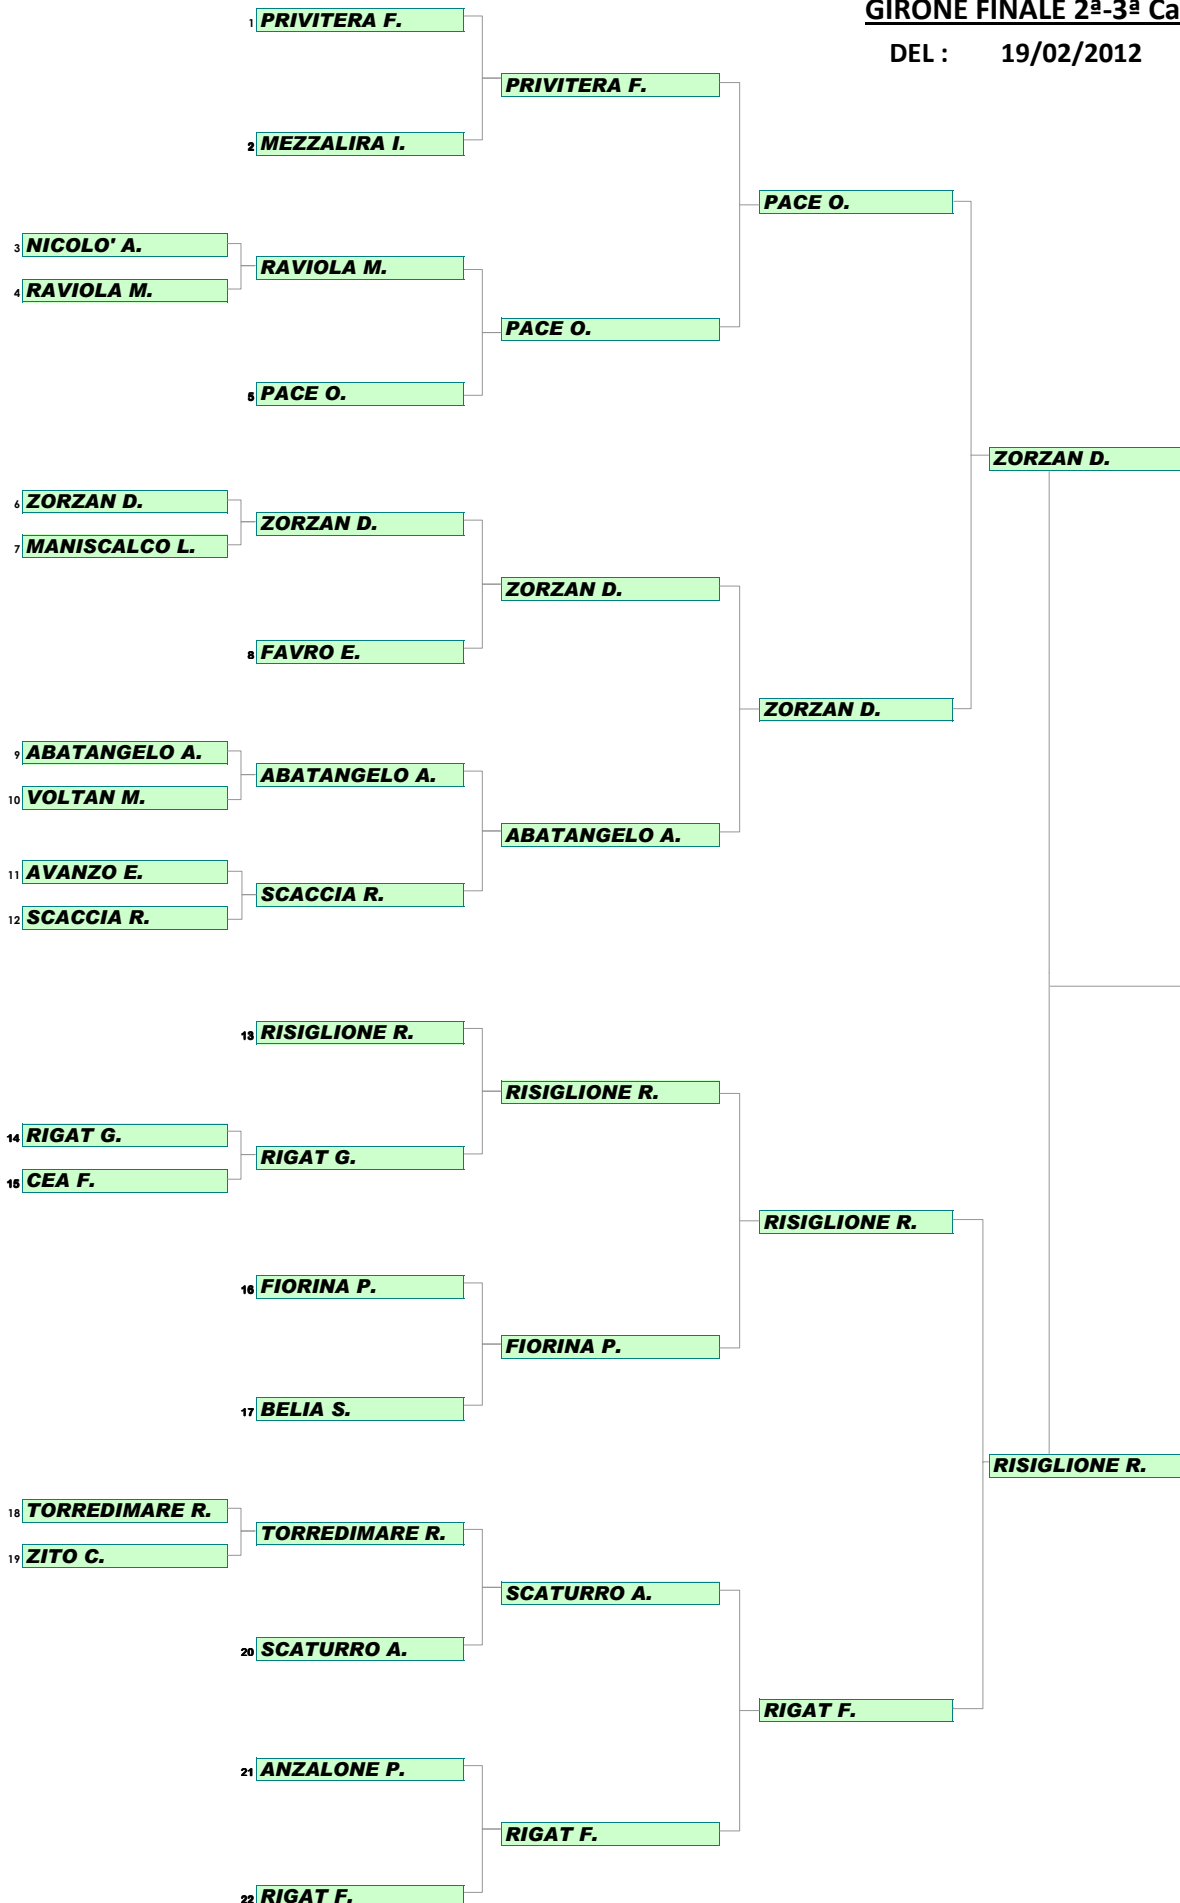 GIRONE FINALE 2ª-3ª Ca
DEL : 19/02/2012
1 PRIVITERA F.
PRIVITERA F.
2 MEZZALIRA I.
PACE O.
3 NICOLO' A.
RAVIOLA M.
4 RAVIOLA M.
PACE O.
5 PACE O.
ZORZAN D.
6 ZORZAN D.
ZORZAN D.
7 MANISCALCO L.
ZORZAN D.
8 FAVRO E.
ZORZAN D.
9 ABATANGELO A.
ABATANGELO A.
10 VOLTAN M.
ABATANGELO A.
11 AVANZO E.
SCACCIA R.
12 SCACCIA R.
13 RISIGLIONE R.
RISIGLIONE R.
14 RIGAT G.
RIGAT G.
15 CEA F.
RISIGLIONE R.
16 FIORINA P.
FIORINA P.
17 BELIA S.
RISIGLIONE R.
18 TORREDIMARE R.
TORREDIMARE R.
19 ZITO C.
SCATURRO A.
20 SCATURRO A.
RIGAT F.
21 ANZALONE P.
RIGAT F.
22 RIGAT F.